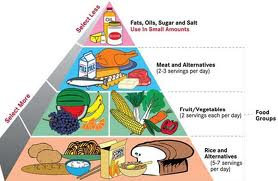 Select Less
Select More
Fats, Oils, Sugar and Salt
Use In Small Amounts
Meat and Alternatives
(2-3 servings per day)
Fruit/Vegetables
(2 servings each per day)
Food
Groups
Rice and
Alternatives
(5-7 servings
per day)
OIL